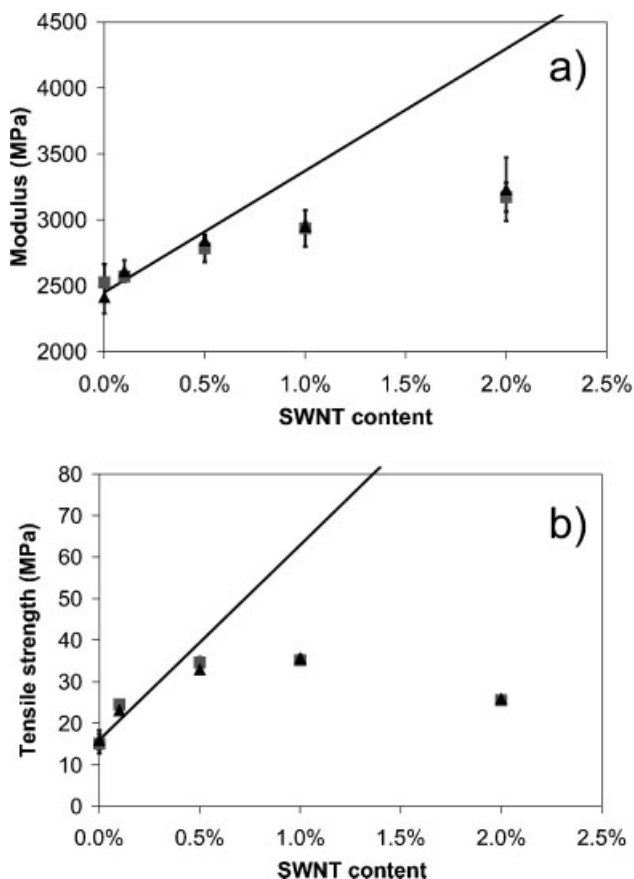 4500
a)
4000
3500
3000
2500
2000
Modulus (MPa)
0.0% 0.5% 1.0% 1.5% 2.0% 2.5%
SWNT content
80
b)
70
60
50
40
30
20
10
0
Tensile strength (MPa)
0.0% 0.5% 1.0% 1.5% 2.0% 2.5%
SWNT content